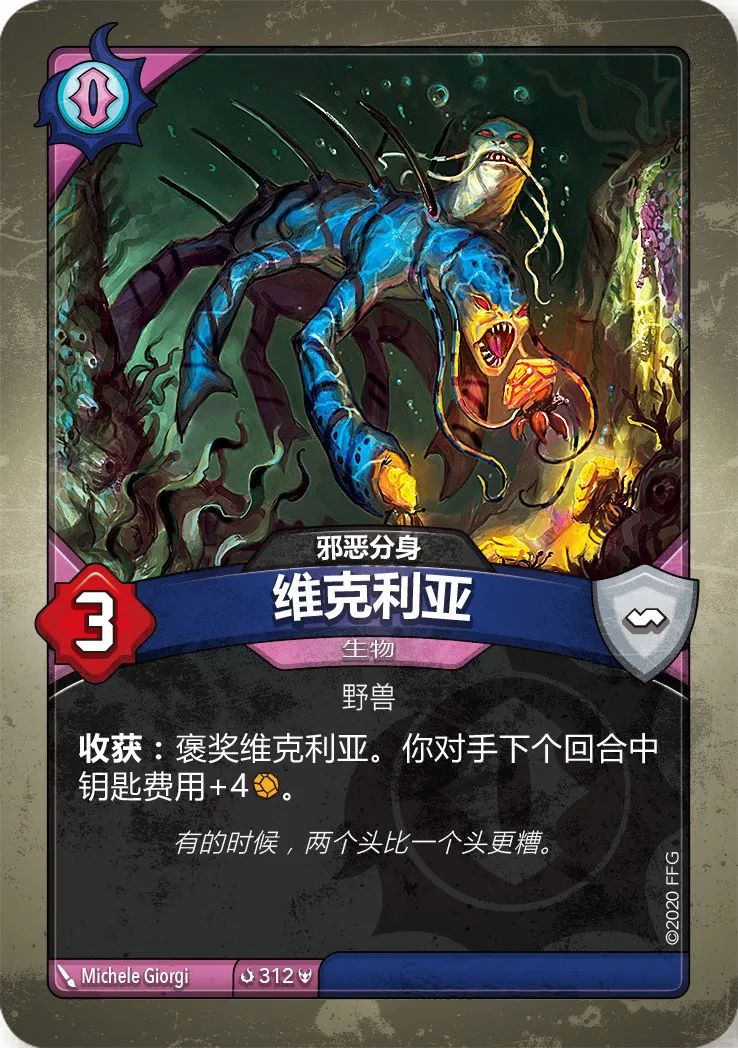 邪恶分身
维克利亚
3
~
生物
野兽
收获：褒奖维克利亚。你对手下个回合中
钥匙费用+4。
有的时候，两个头比一个头更糟。
©2020 FFG
Michele Giorgi
312